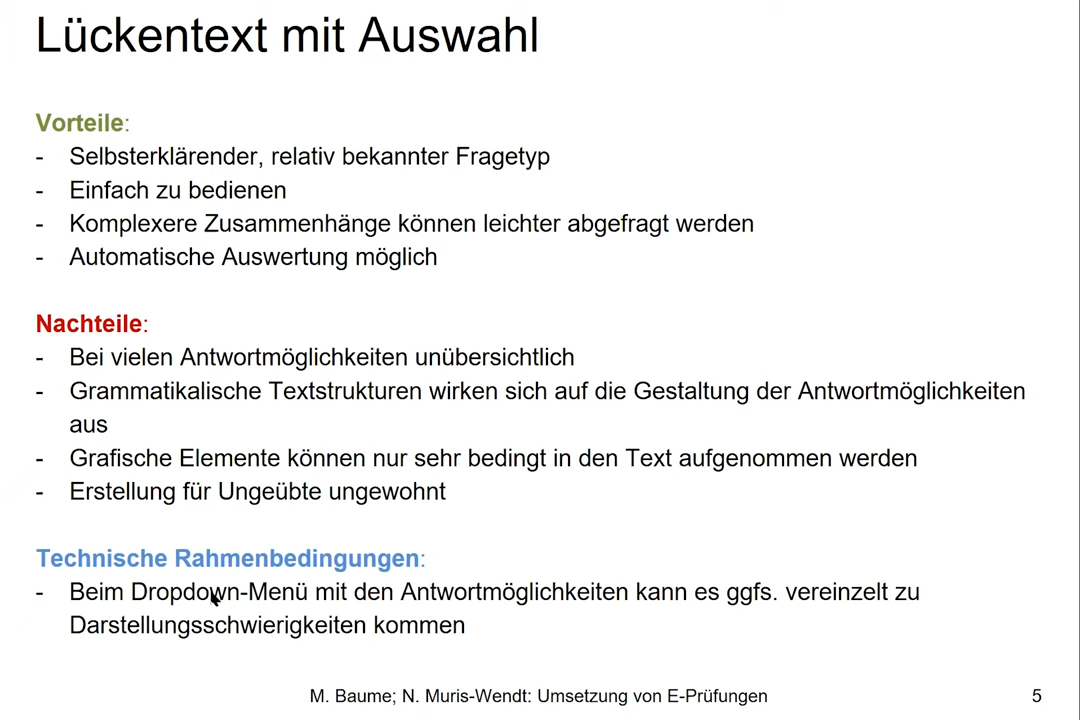 Lückentext mit Auswahl
Vorteile:
- Selbsterklärender, relativ bekannter Fragetyp
- Einfach zu bedienen
- Komplexere Zusammenhänge können leichter abgefragt werden
- Automatische Auswertung möglich
Nachteile:
- Bei vielen Antwortmöglichkeiten unübersichtlich
- Grammatikalische Textstrukturen wirken sich auf die Gestaltung der Antwortmöglichkeiten
aus
- Grafische Elemente können nur sehr bedingt in den Text aufgenommen werden
- Erstellung für Ungeübte ungewohnt
Technische Rahmenbedingungen:
- Beim Dropdown-Menü mit den Antwortmöglichkeiten kann es ggfs. vereinzelt zu
Darstellungsschwierigkeiten kommen
M. Baume; N. Muris-Wendt: Umsetzung von E-Prüfungen
5